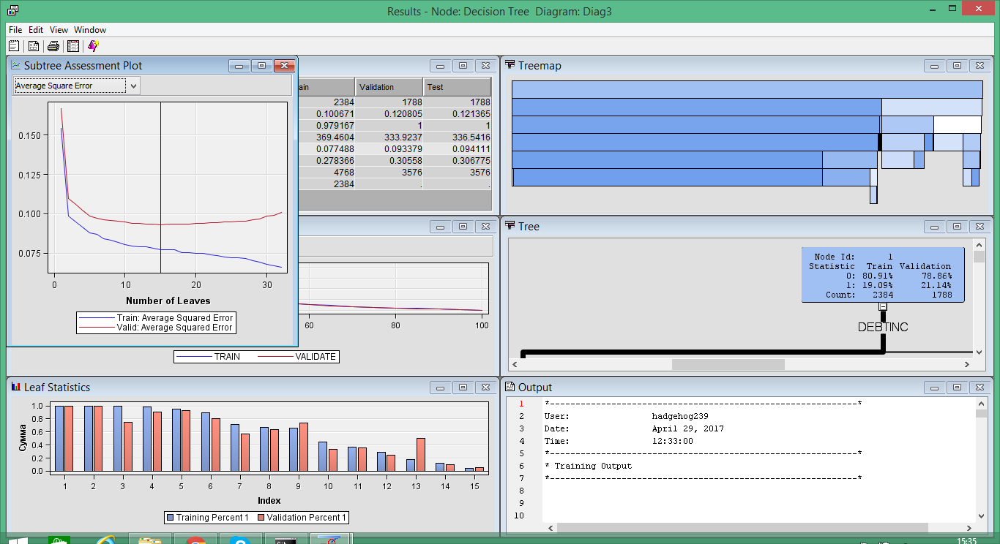 Results - Node: Decision Tree Diagram: Diag3
File Edit View Window
Subtree Assessment Plot
Average Square Error
0.150
0.125
0.100
0.075
0 10 20 30
Number of Leaves
Train: Average Squared Error
Valid: Average Squared Error
ain Validation Test
2384 1788 1788
0.100671 0.120805 0.121365
0.979167 1 1
369.4604 333.9237 336.5416
0.077488 0.093379 0.094111
0.278366 0.30558 0.306775
4768 3576 3576
2384 . .
60 80 100
TRAIN VALIDATE
Treemap
Tree
Node Id: 1
Statistic Train Validation
0: 80.91% 78.86%
1: 19.09% 21.14%
Count: 2384 1788
DEBTINC
Leaf Statistics
Сумма
1.0
0.8
0.6
0.4
0.2
0.0
1 2 3 4 5 6 7 8 9 10 11 12 13 14 15
Index
Training Percent 1 Validation Percent 1
Output
1 *------------------------------------------------------------*
2 User: hadgehog239
3 Date: April 29, 2017
4 Time: 12:33:00
5 *------------------------------------------------------------*
6 * Training Output
7 *------------------------------------------------------------*
8
9
10
15:35